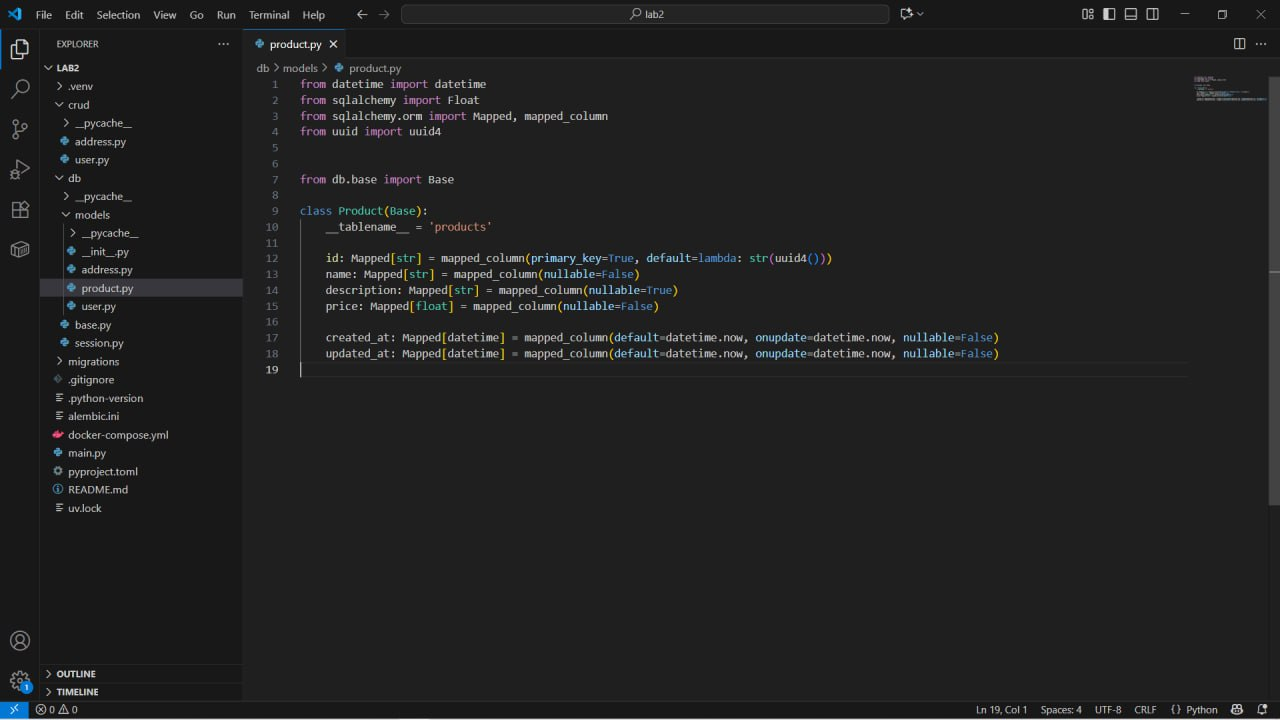 File Edit Selection View Go Run Terminal Help
lab2
EXPLORER
LAB2
.venv
crud
__pycache__
address.py
user.py
db
__pycache__
models
__pycache__
__init__.py
address.py
product.py
user.py
base.py
session.py
migrations
.gitignore
.python-version
alembic.ini
docker-compose.yml
main.py
pyproject.toml
README.md
uv.lock
OUTLINE
TIMELINE
product.py
db > models > product.py
1 from datetime import datetime
2 from sqlalchemy import Float
3 from sqlalchemy.orm import Mapped, mapped_column
4 from uuid import uuid4
5
6
7 from db.base import Base
8
9 class Product(Base):
10     __tablename__ = 'products'
11
12     id: Mapped[str] = mapped_column(primary_key=True, default=lambda: str(uuid4()))
13     name: Mapped[str] = mapped_column(nullable=False)
14     description: Mapped[str] = mapped_column(nullable=True)
15     price: Mapped[float] = mapped_column(nullable=False)
16
17     created_at: Mapped[datetime] = mapped_column(default=datetime.now, onupdate=datetime.now, nullable=False)
18     updated_at: Mapped[datetime] = mapped_column(default=datetime.now, onupdate=datetime.now, nullable=False)
19
1
0 0 Ln 19, Col 1 Spaces: 4 UTF-8 CRLF {} Python